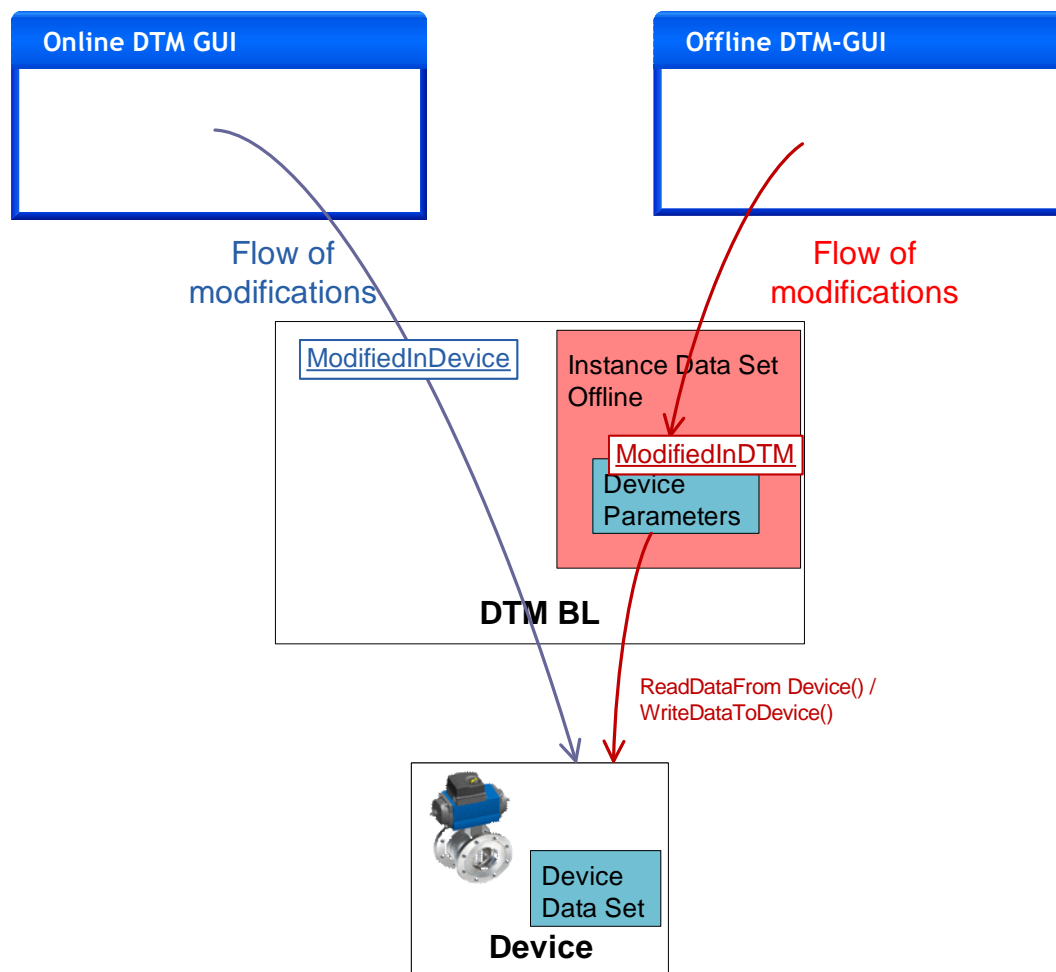 Online DTM GUI
Offline DTM-GUI
Flow of
modifications
Flow of
modifications
ModifiedInDevice
Instance Data Set
Offline
ModifiedInDTM
Device
Parameters
DTM BL
ReadDataFrom Device() /
WriteDataToDevice()
Device
Data Set
Device